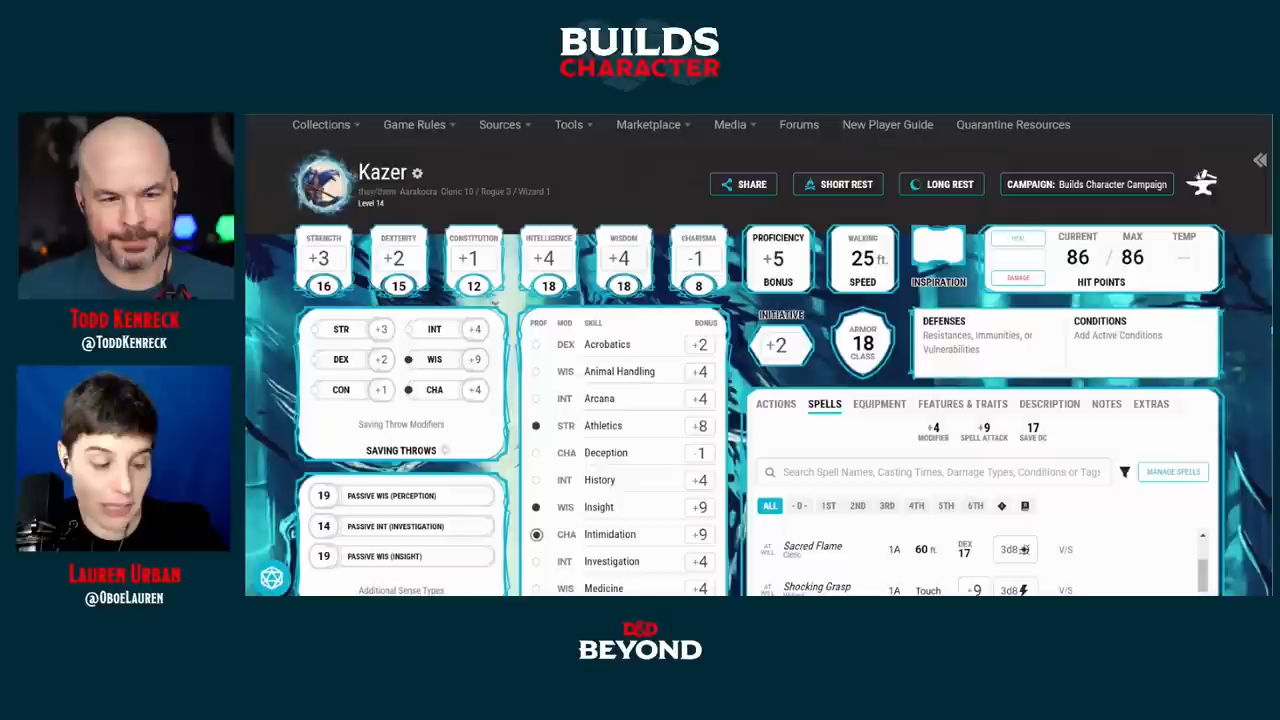 BUILDS
CHARACTER
Collections
Game Rules
Sources
Tools
Marketplace
Media
Forums
New Player Guide
Quarantine Resources
Kazer
they/them Aarakocra Cleric 10 / Rogue 3 / Wizard 1
Level 14
SHARE
SHORT REST
LONG REST
CAMPAIGN: Builds Character Campaign
STRENGTH
+3
16
DEXTERITY
+2
15
CONSTITUTION
+1
12
INTELLIGENCE
+4
18
WISDOM
+4
18
CHARISMA
-1
8
PROFICIENCY
+5
BONUS
WALKING
25 ft.
SPEED
INSPIRATION
HEAL
DAMAGE
CURRENT
MAX
TEMP
86 / 86
HIT POINTS
STR +3
INT +4
DEX +2
WIS +9
CON +1
CHA +4
Saving Throw Modifiers
SAVING THROWS
19 PASSIVE WIS (PERCEPTION)
14 PASSIVE INT (INVESTIGATION)
19 PASSIVE WIS (INSIGHT)
Additional Sense Types
PROF MOD SKILL BONUS
DEX Acrobatics +2
WIS Animal Handling +4
INT Arcana +4
STR Athletics +8
CHA Deception -1
INT History +4
WIS Insight +9
CHA Intimidation +9
INT Investigation +4
WIS Medicine +4
INITIATIVE
+2
ARMOR
18
CLASS
DEFENSES
Resistances, Immunities, or
Vulnerabilities
CONDITIONS
Add Active Conditions
ACTIONS
SPELLS
EQUIPMENT
FEATURES & TRAITS
DESCRIPTION
NOTES
EXTRAS
+4
MODIFIER
+9
SPELL ATTACK
17
SAVE DC
Search Spell Names, Casting Times, Damage Types, Conditions or Tags
MANAGE SPELLS
ALL
- 0 -
1ST
2ND
3RD
4TH
5TH
6TH
AT WILL Sacred Flame 1A 60 ft. DEX 17 3d8 V/S
Cleric
AT WILL Shocking Grasp 1A Touch +9 3d8 V/S
TODD KENRECK
@ToddKenreck
LAUREN URBAN
@OboeLauren
D&D
BEYOND